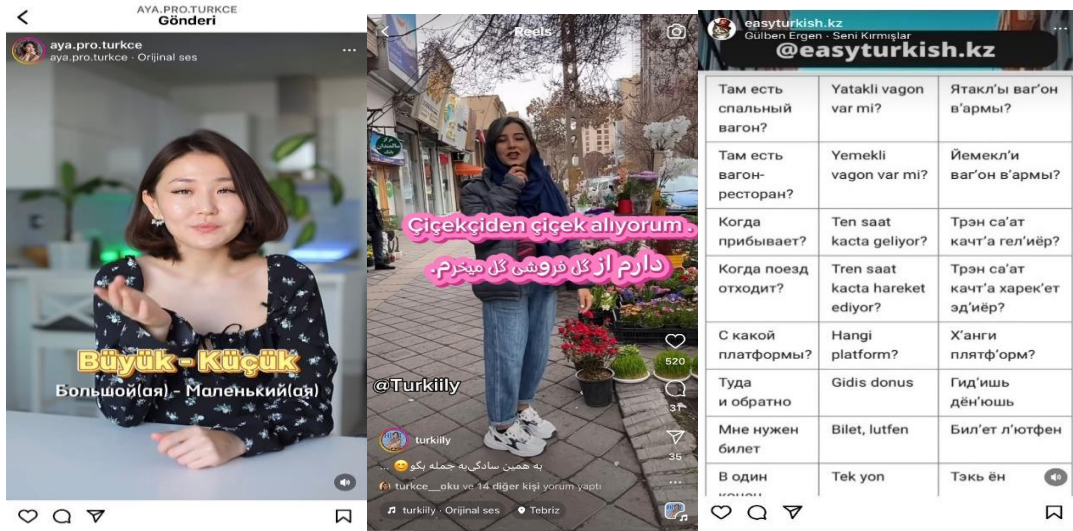 AYA.PRO.TURKCE
Gönderi
aya.pro.turkce
aya.pro.turkce · Orijinal ses
Büyük - Küçük
Большой(ая) - Маленький(ая)
Reels
Çiçekçiden çiçek alıyorum .
دارم از گل فروشی گل میخرم.
@Turkiily
520
31
35
turkiily
به همین سادگی‌به جمله بگو 😊 ...
turkce__oku ve 14 diğer kişi yorum yaptı
turkiily · Orijinal ses
Tebriz
easyturkish.kz
Gülben Ergen · Seni Kırmışlar
@easyturkish.kz
Там есть спальный вагон? Yatakli vagon var mi? Ятакл'ы ваг'он в'армы?
Там есть вагон-ресторан? Yemekli vagon var mi? Йемекл'и ваг'он в'армы?
Когда прибывает? Ten saat kacta geliyor? Трэн са'ат качт'а гел'иёр?
Когда поезд отходит? Tren saat kacta hareket ediyor? Трэн са'ат качт'а харек'ет эд'иёр?
С какой платформы? Hangi platform? Х'анги плятф'орм?
Туда и обратно Gidis donus Гид'ишь дён'юшь
Мне нужен билет Bilet, lutfen Бил'ет л'ютфен
В один Tek yon Тэкь ён